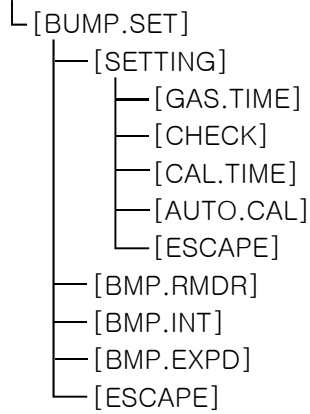 [BUMP.SET]
[SETTING]
[GAS.TIME]
[CHECK]
[CAL.TIME]
[AUTO.CAL]
[ESCAPE]
[BMP.RMDR]
[BMP.INT]
[BMP.EXPD]
[ESCAPE]